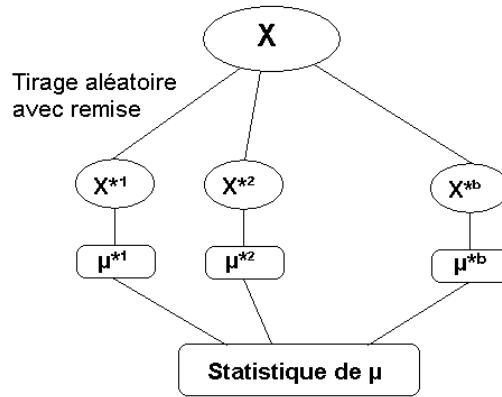 X
Tirage aléatoire
avec remise
X*1
X*2
X*b
μ*1
μ*2
μ*b
Statistique de μ